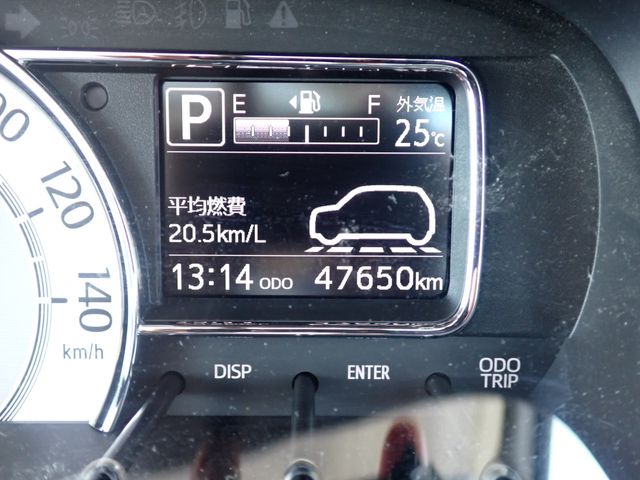 P
E F
外気温
25℃
平均燃費
20.5km/L
13:14 ODO 47650km
120
140
km/h
DISP
ENTER
ODO
TRIP